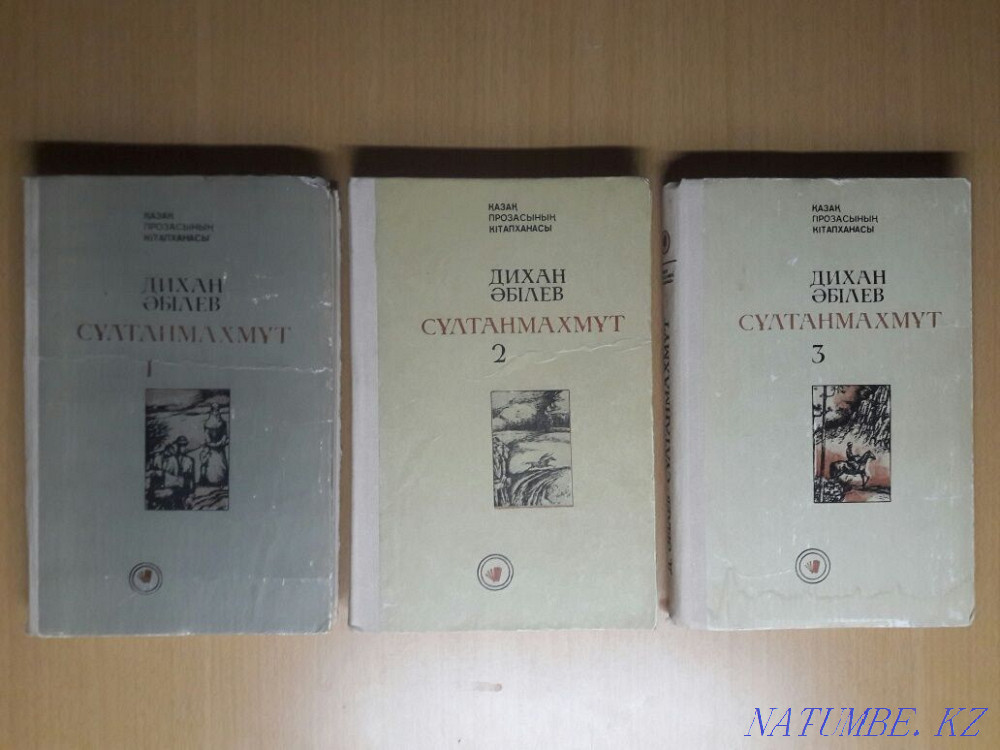 ҚАЗАҚ
ПРОЗАСЫНЫҢ
КІТАПХАНАСЫ
ДИХАН
ӘБІЛЕВ
СҰЛТАНМАХМҰТ
1
ҚАЗАҚ
ПРОЗАСЫНЫҢ
КІТАПХАНАСЫ
ДИХАН
ӘБІЛЕВ
СҰЛТАНМАХМҰТ
2
ҚАЗАҚ
ПРОЗАСЫНЫҢ
КІТАПХАНАСЫ
ДИХАН
ӘБІЛЕВ
СҰЛТАНМАХМҰТ
3
СҰЛТАНМАХМҰТ
NATUMBE.KZ